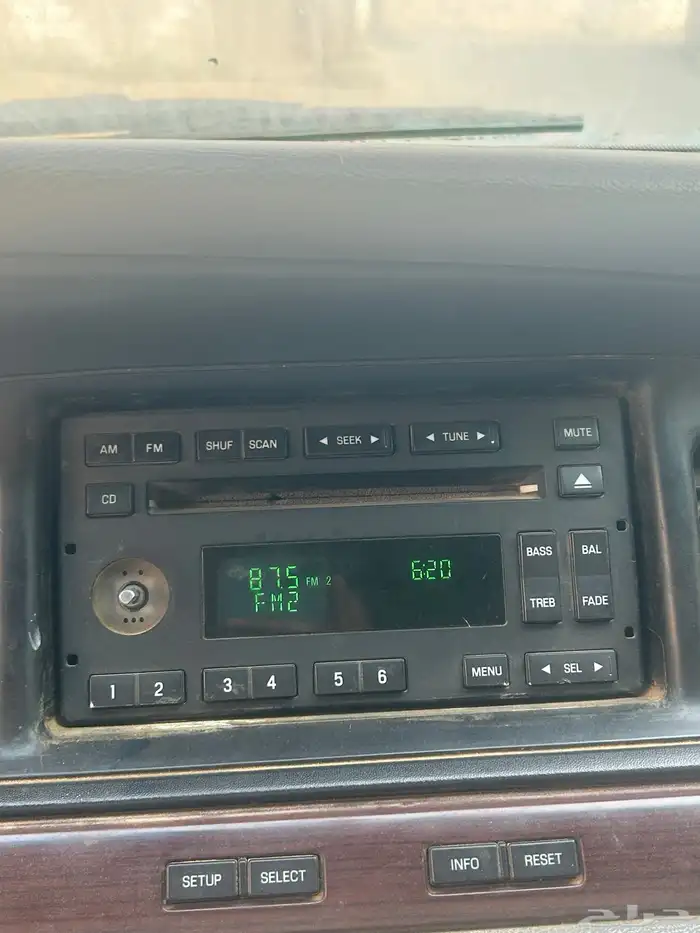 AM FM SHUF SCAN ◄ SEEK ► ◄ TUNE ► MUTE
CD
87.5 FM 2 6:20
FM2
BASS BAL
TREB FADE
1 2 3 4 5 6 MENU ◄ SEL ►
SETUP SELECT INFO RESET
حراج